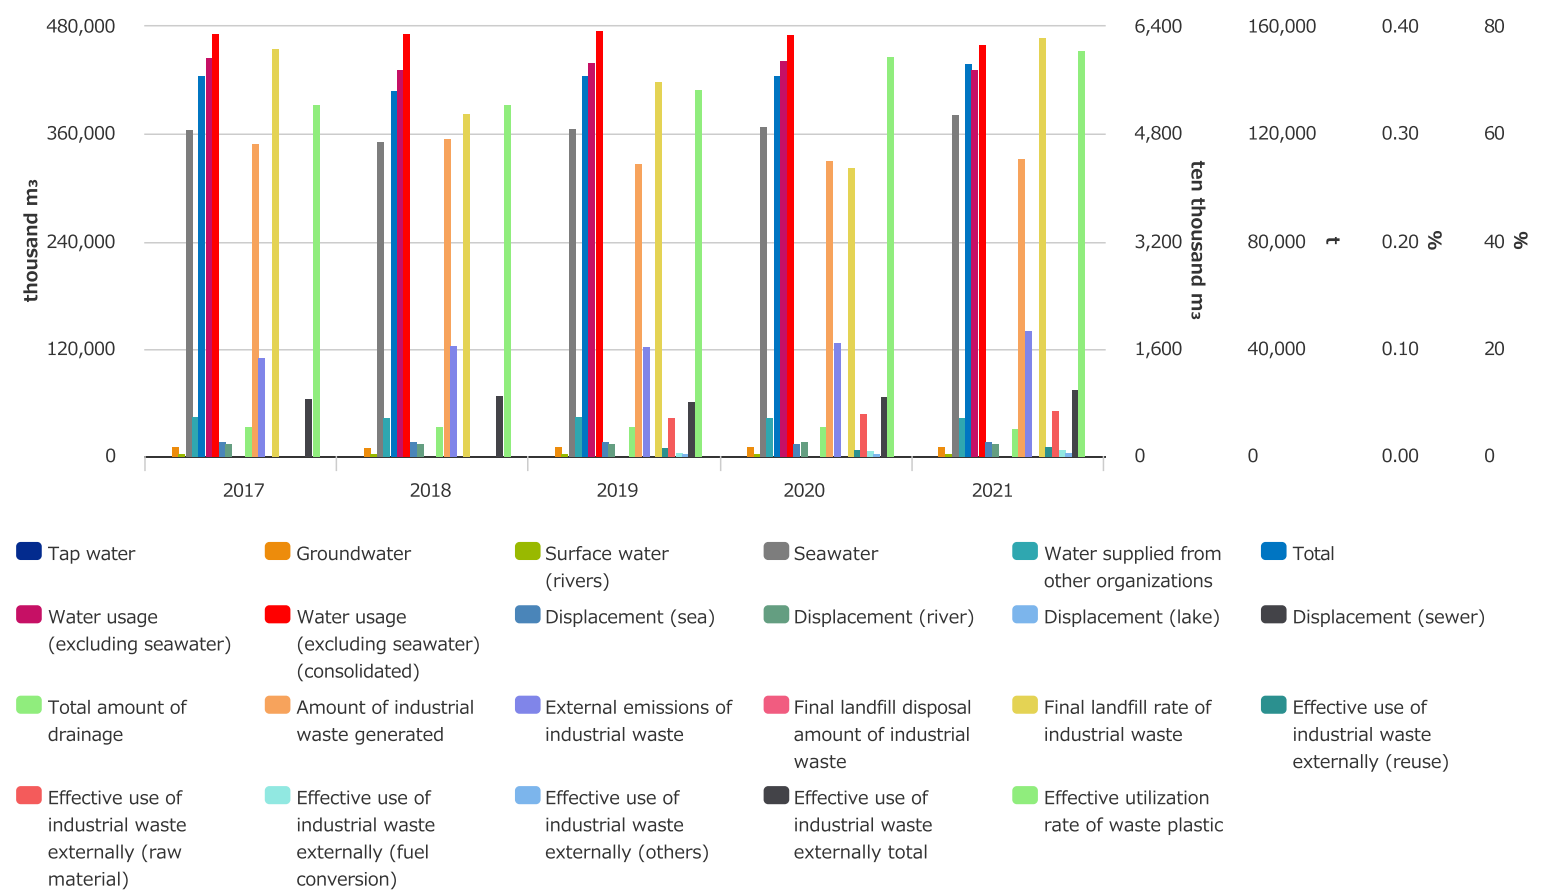 480,000
360,000
240,000
120,000
0
thousand m₃
6,400
4,800
3,200
1,600
0
ten thousand m₃
160,000
120,000
80,000
40,000
0
t
0.40
0.30
0.20
0.10
0.00
%
80
60
40
20
0
%
2017
2018
2019
2020
2021
Tap water
Groundwater
Surface water
(rivers)
Seawater
Water supplied from
other organizations
Total
Water usage
(excluding seawater)
Water usage
(excluding seawater)
(consolidated)
Displacement (sea)
Displacement (river)
Displacement (lake)
Displacement (sewer)
Total amount of
drainage
Amount of industrial
waste generated
External emissions of
industrial waste
Final landfill disposal
amount of industrial
waste
Final landfill rate of
industrial waste
Effective use of
industrial waste
externally (reuse)
Effective use of
industrial waste
externally (raw
material)
Effective use of
industrial waste
externally (fuel
conversion)
Effective use of
industrial waste
externally (others)
Effective use of
industrial waste
externally total
Effective utilization
rate of waste plastic